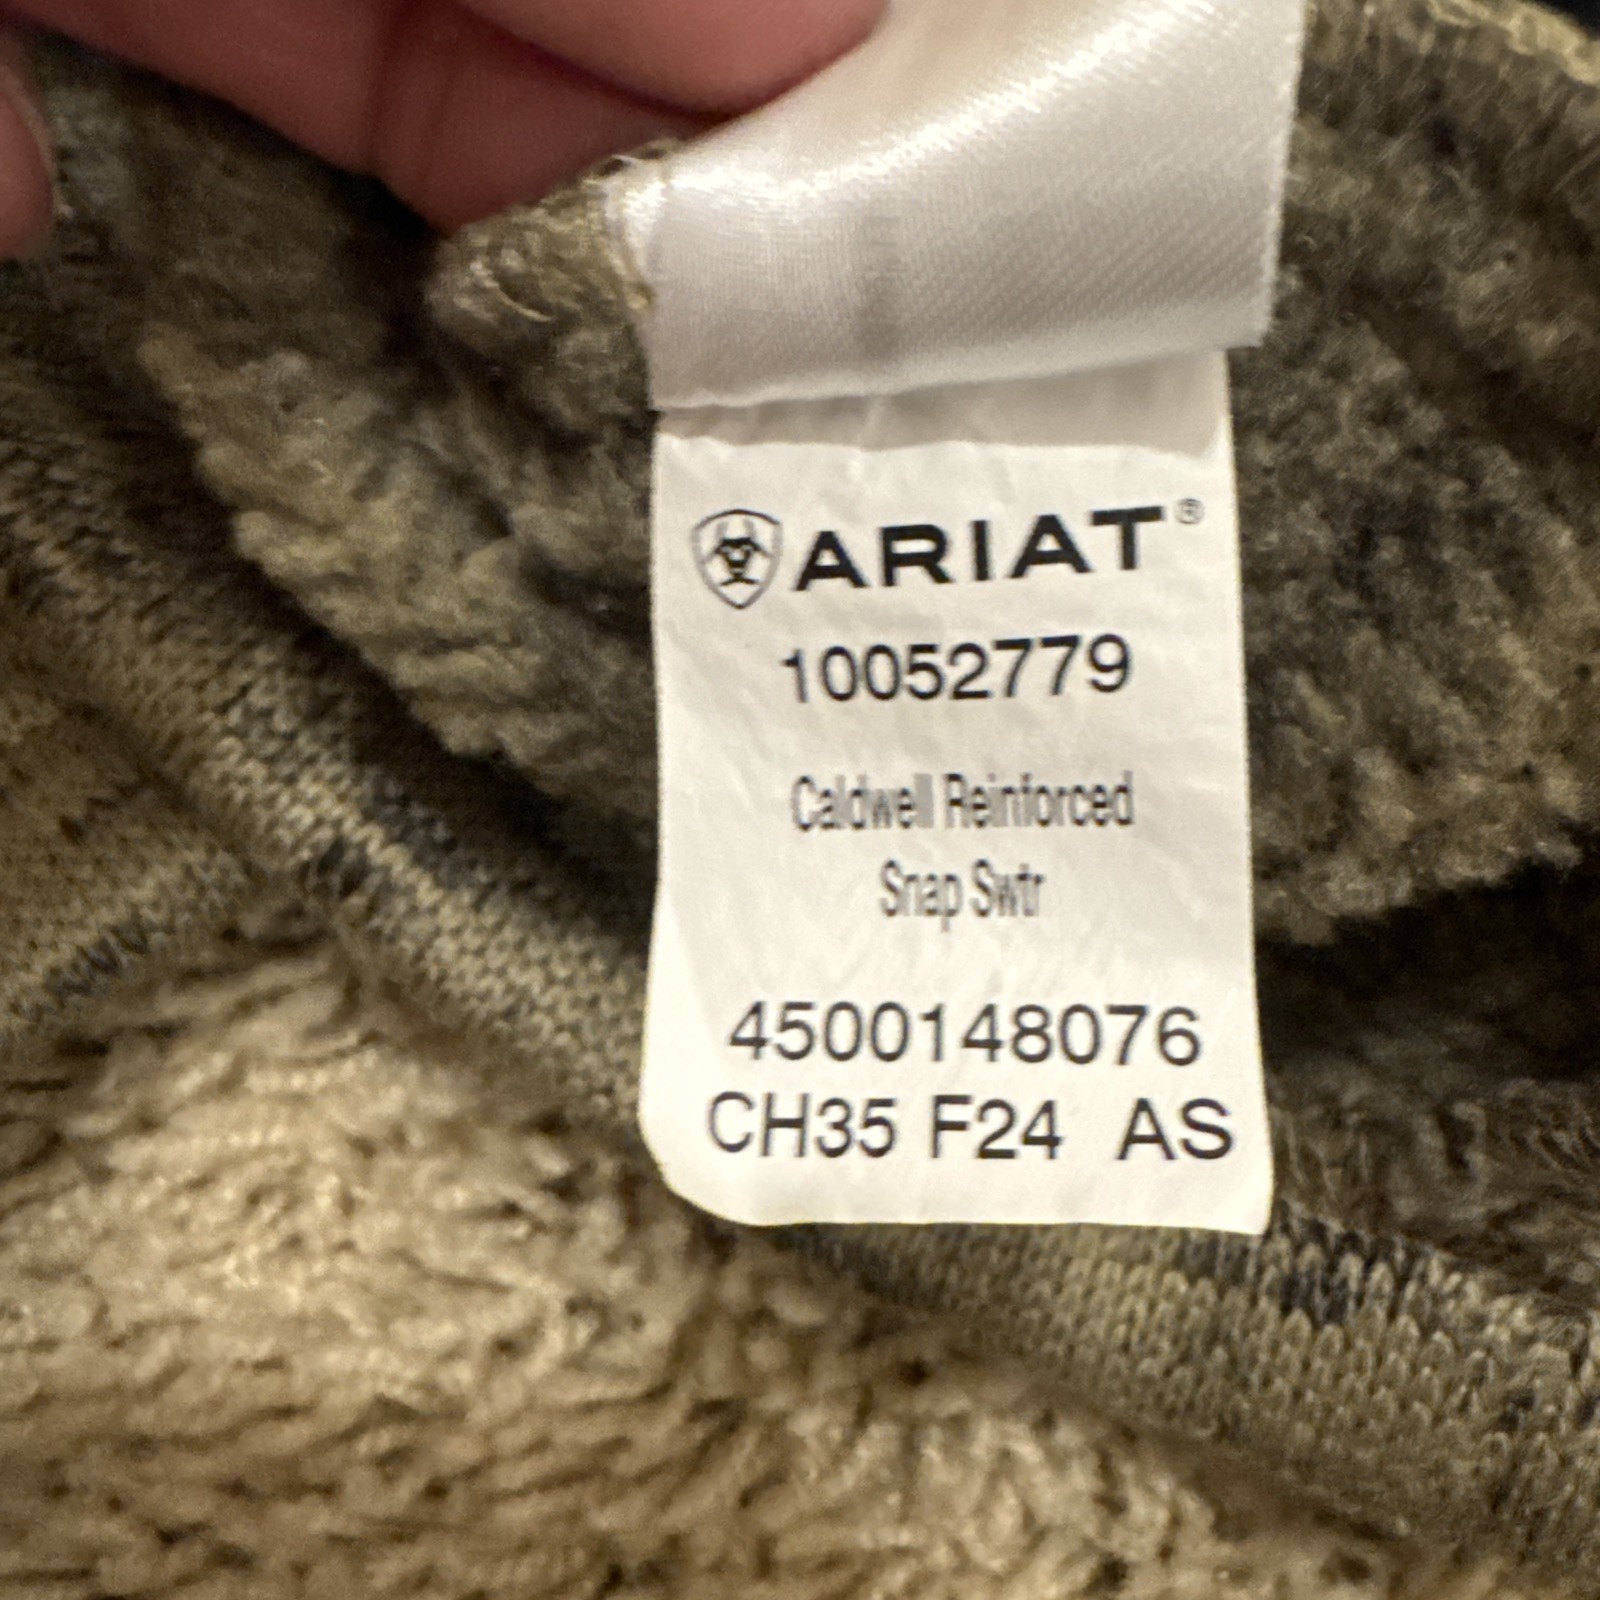 ARIAT®
10052779
Caldwell Reinforced
Snap Swtr
4500148076
CH35 F24 AS